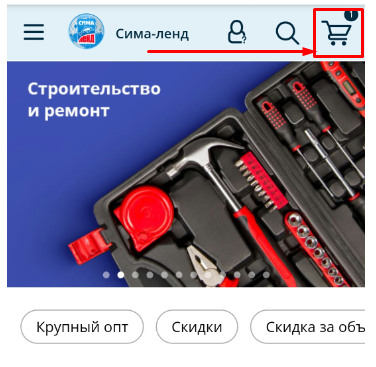 Сима-ленд
1
Строительство
и ремонт
Крупный опт
Скидки
Скидка за объ